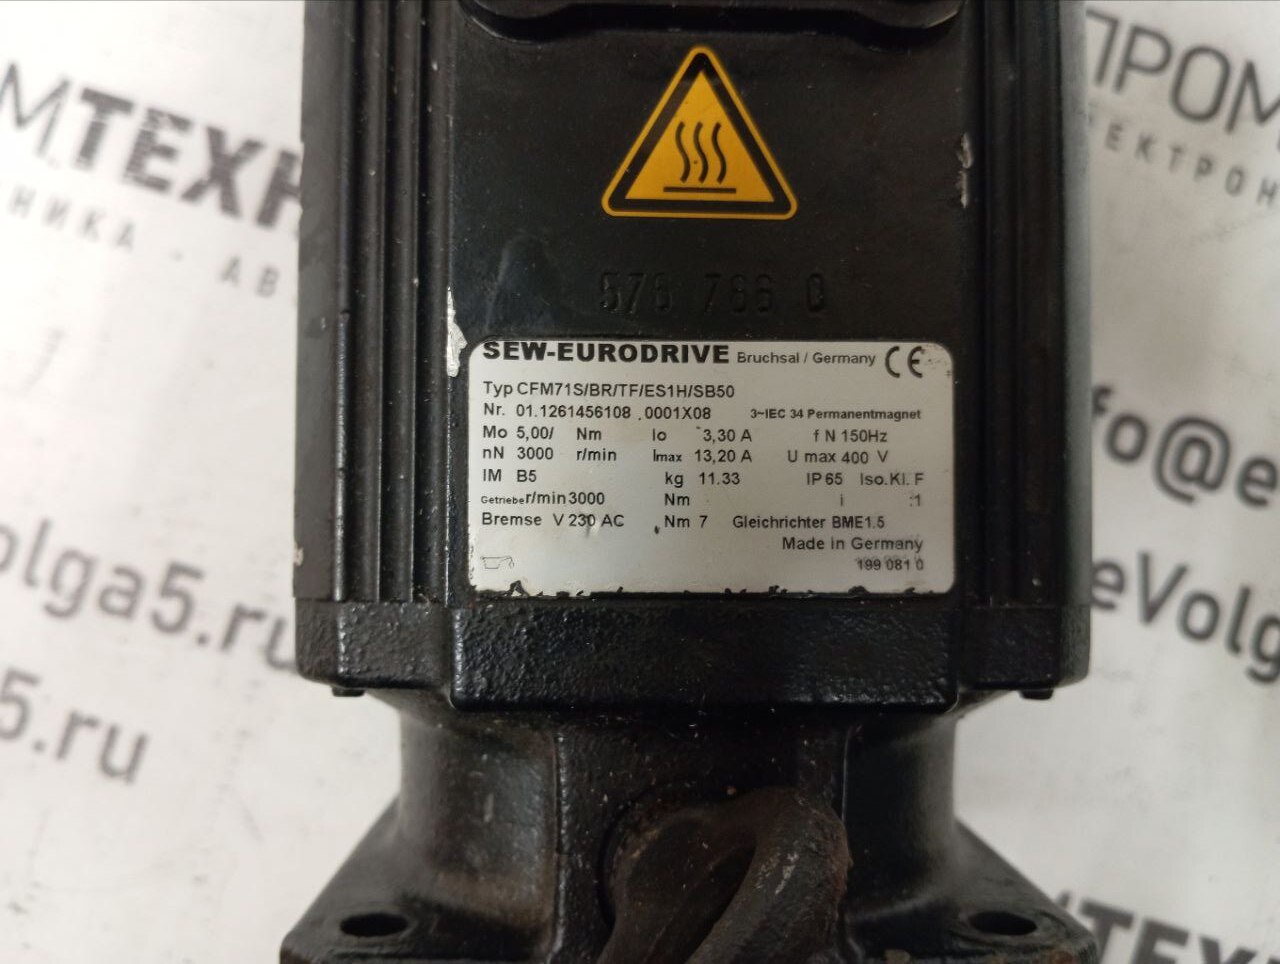 ПРОМ
МТЕХН
ЕКТРОН
НИКА · АВ
576 786 0
SEW-EURODRIVE Bruchsal / Germany CE
Typ CFM71S/BR/TF/ES1H/SB50
Nr. 01.1261456108 .0001X08 3~IEC 34 Permanentmagnet
Mo 5,00/ Nm Io 3,30 A f N 150Hz
nN 3000 r/min Imax 13,20 A U max 400 V
IM B5 kg 11.33 IP 65 Iso.Kl. F
Getriebe r/min 3000 Nm i :1
Bremse V 230 AC Nm 7 Gleichrichter BME1.5
Made in Germany
199 081 0
nfo@e
olga5.ru
eVolg
5.ru
МТЕХН